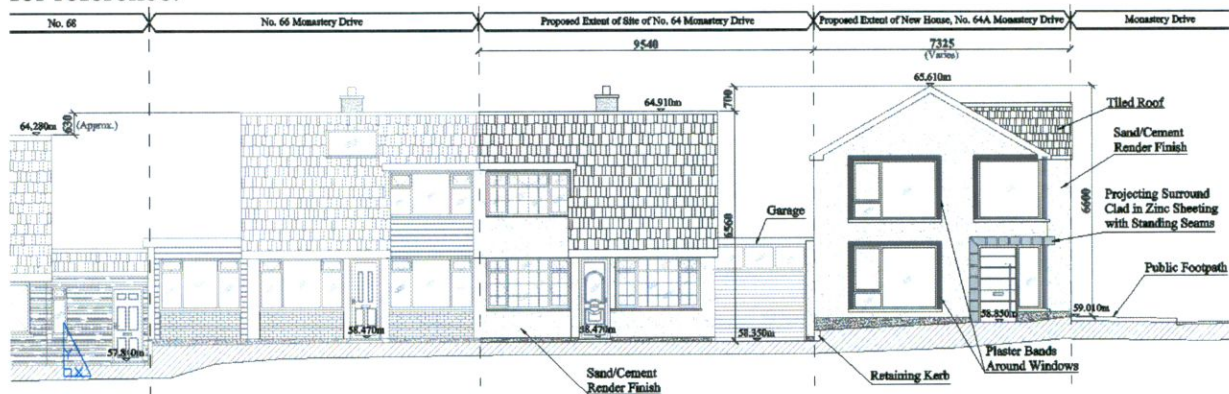 No. 68
No. 66 Monastery Drive
Proposed Extent of Site of No. 64 Monastery Drive
Proposed Extent of New House, No. 64A Monastery Drive
Monastery Drive
9540
7325
(Varies)
65.610m
700
64.910m
630
(Approx.)
64.280m
Tiled Roof
Sand/Cement
Render Finish
Projecting Surround
Clad in Zinc Sheeting
with Standing Seams
6600
6560
Garage
Public Footpath
59.010m
58.850m
58.470m
58.470m
58.350m
Y
X
Plaster Bands
Around Windows
Retaining Kerb
Sand/Cement
Render Finish